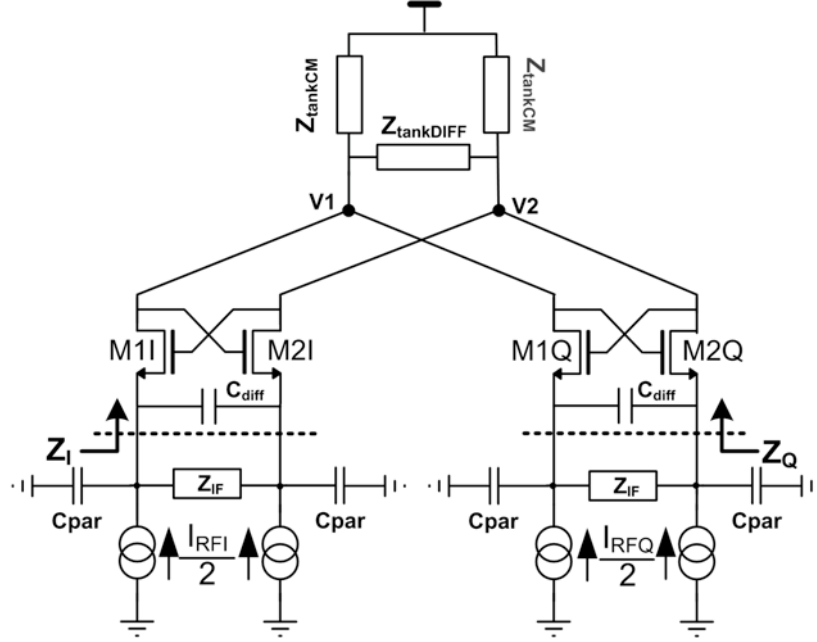 ZtankCM
ZtankCM
ZtankDIFF
V1
V2
M1I
M2I
M1Q
M2Q
Cdiff
Cdiff
ZI
ZQ
ZIF
ZIF
Cpar
Cpar
Cpar
Cpar
IRFI
2
IRFQ
2